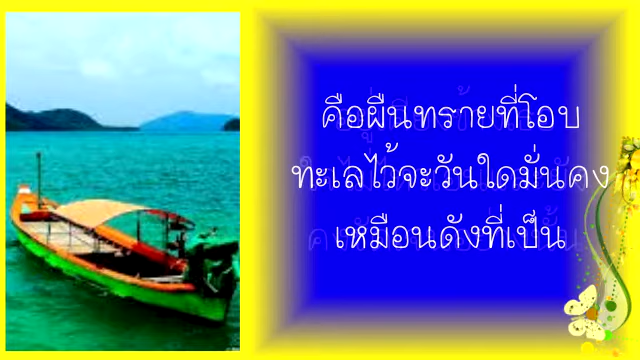 คือผืนทรายที่โอบ
ทะเลไว้จะวันใดมั่นคง
เหมือนดังที่เป็น